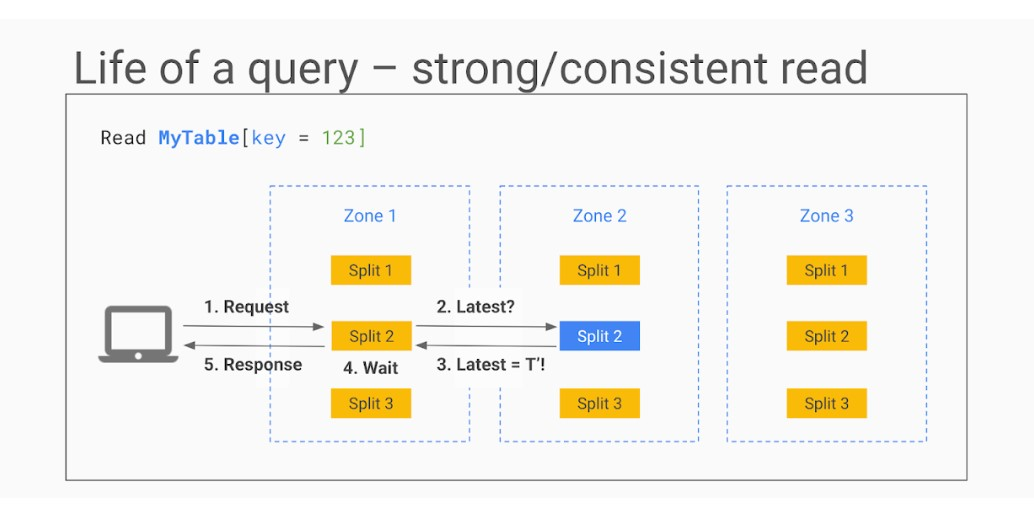 Life of a query – strong/consistent read
Read MyTable[key = 123]
Zone 1
Zone 2
Zone 3
Split 1
Split 1
Split 1
1. Request
2. Latest?
Split 2
Split 2
Split 2
5. Response
4. Wait
3. Latest = T'!
Split 3
Split 3
Split 3